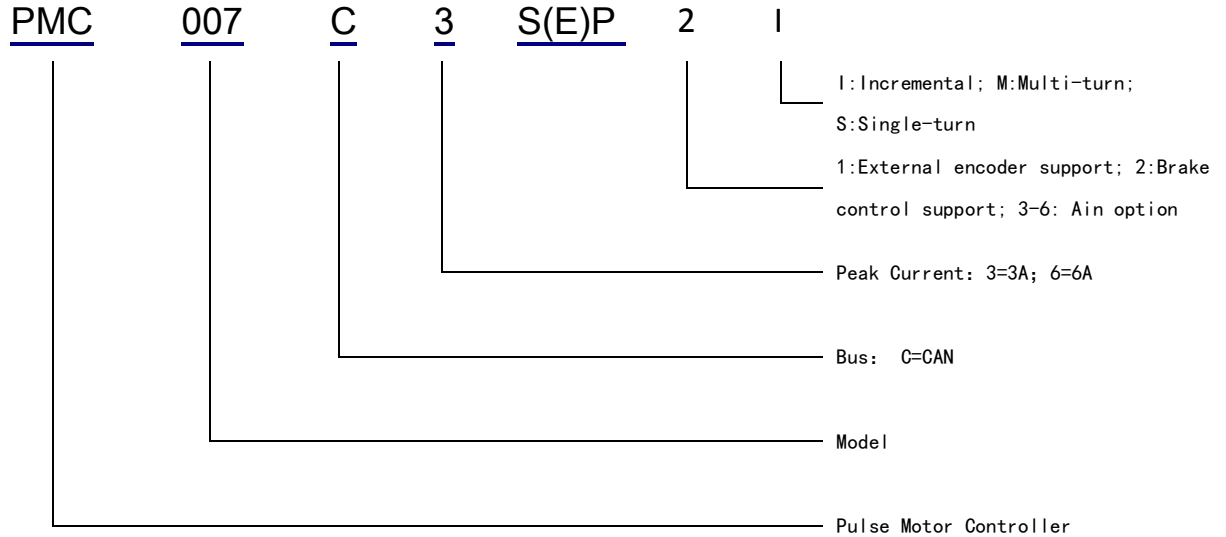 PMC 007 C 3 S(E)P 2 I
I:Incremental; M:Multi-turn;
S:Single-turn
1:External encoder support; 2:Brake
control support; 3-6: Ain option
Peak Current：3=3A；6=6A
Bus： C=CAN
Model
Pulse Motor Controller